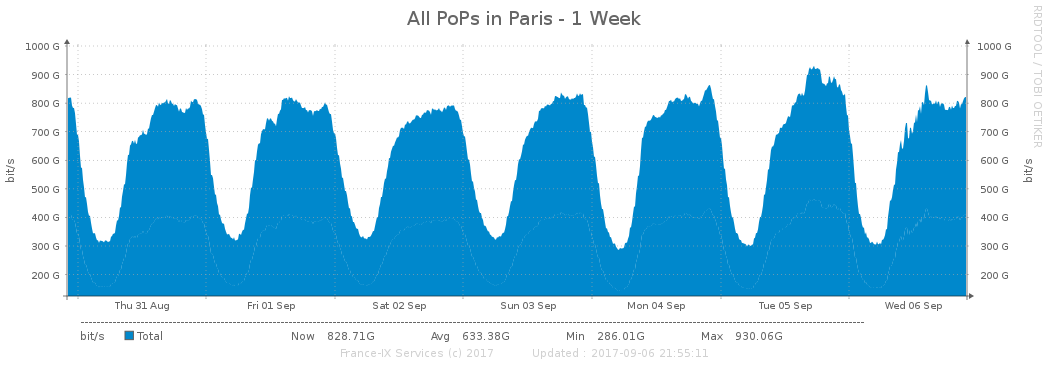 All PoPs in Paris - 1 Week
RRDTOOL / TOBI OETIKER
1000 G 1000 G
900 G 900 G
800 G 800 G
700 G 700 G
600 G 600 G
500 G 500 G
400 G 400 G
300 G 300 G
200 G 200 G
bit/s bit/s
Thu 31 Aug Fri 01 Sep Sat 02 Sep Sun 03 Sep Mon 04 Sep Tue 05 Sep Wed 06 Sep
bit/s Total Now 828.71G Avg 633.38G Min 286.01G Max 930.06G
France-IX Services (c) 2017 Updated : 2017-09-06 21:55:11